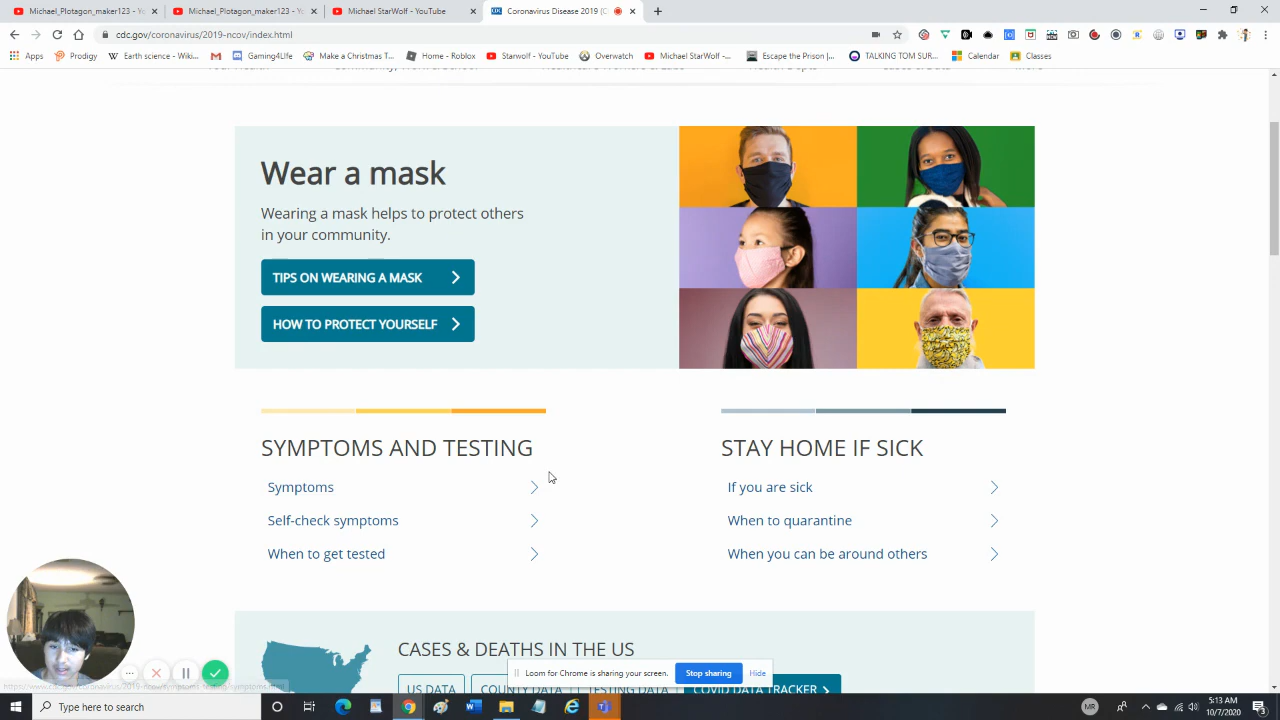 Michael_Plotagon_maker123 - Yo
Michael_Plotagon_maker123 - Yo
Michael StarWolf - YouTube
Coronavirus Disease 2019 (C
cdc.gov/coronavirus/2019-ncov/index.html
Apps
Prodigy
Earth science - Wiki...
Gaming4Life
Make a Christmas T...
Home - Roblox
Starwolf - YouTube
Overwatch
Michael StarWolf -...
Escape the Prison |...
TALKING TOM SUR...
Calendar
Classes
Wear a mask
Wearing a mask helps to protect others
in your community.
TIPS ON WEARING A MASK
HOW TO PROTECT YOURSELF
SYMPTOMS AND TESTING
Symptoms
Self-check symptoms
When to get tested
STAY HOME IF SICK
If you are sick
When to quarantine
When you can be around others
CASES & DEATHS IN THE US
US DATA
COUNTY DATA
TESTING DATA
COVID DATA TRACKER
Loom for Chrome is sharing your screen.
Stop sharing
Hide
Type here to search
MR
5:13 AM
10/7/2020